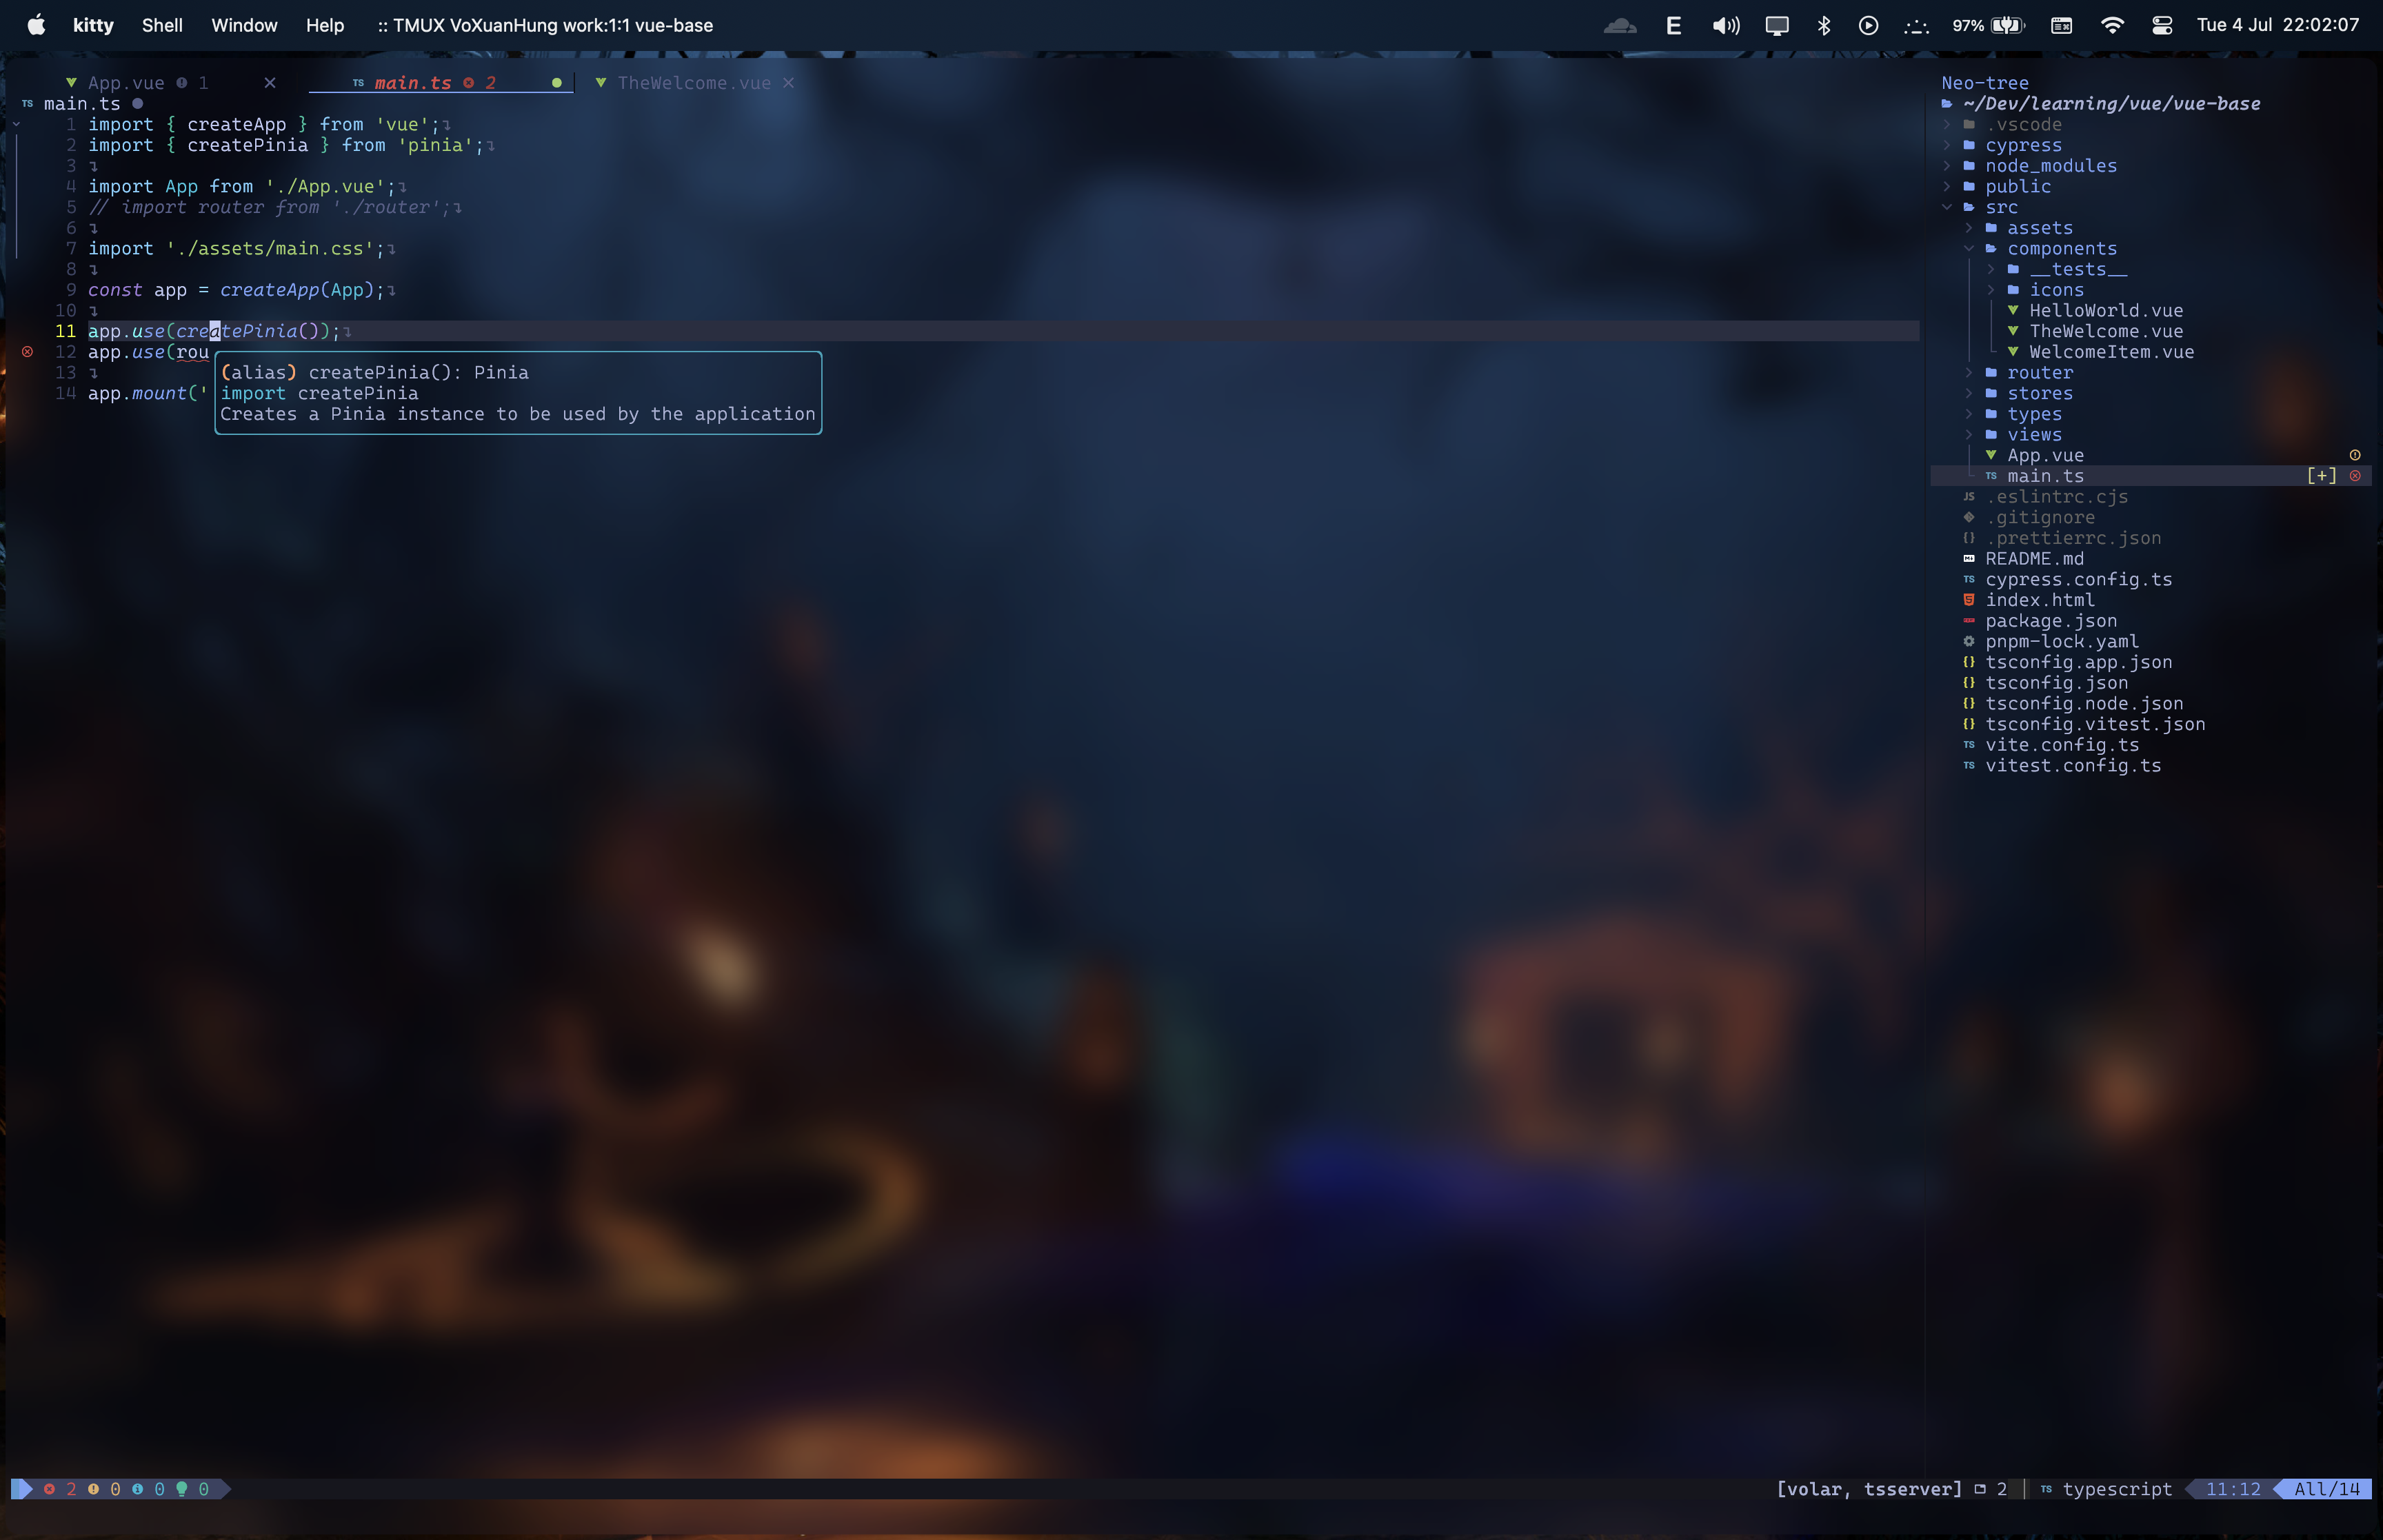 kitty Shell Window Help :: TMUX VoXuanHung work:1:1 vue-base E 97% Tue 4 Jul 22:02:07
App.vue 1 TS main.ts 2 TheWelcome.vue
TS main.ts
1 import { createApp } from 'vue';
2 import { createPinia } from 'pinia';
3
4 import App from './App.vue';
5 // import router from './router';
6
7 import './assets/main.css';
8
9 const app = createApp(App);
10
11 app.use(createPinia());
12 app.use(rou
13
14 app.mount('
(alias) createPinia(): Pinia
import createPinia
Creates a Pinia instance to be used by the application
Neo-tree
~/Dev/learning/vue/vue-base
.vscode
cypress
node_modules
public
src
assets
components
__tests__
icons
HelloWorld.vue
TheWelcome.vue
WelcomeItem.vue
router
stores
types
views
App.vue
TS main.ts [+]
JS .eslintrc.cjs
.gitignore
{} .prettierrc.json
README.md
TS cypress.config.ts
index.html
package.json
pnpm-lock.yaml
{} tsconfig.app.json
{} tsconfig.json
{} tsconfig.node.json
{} tsconfig.vitest.json
TS vite.config.ts
TS vitest.config.ts
2 0 0 0 [volar, tsserver] 2 TS typescript 11:12 All/14